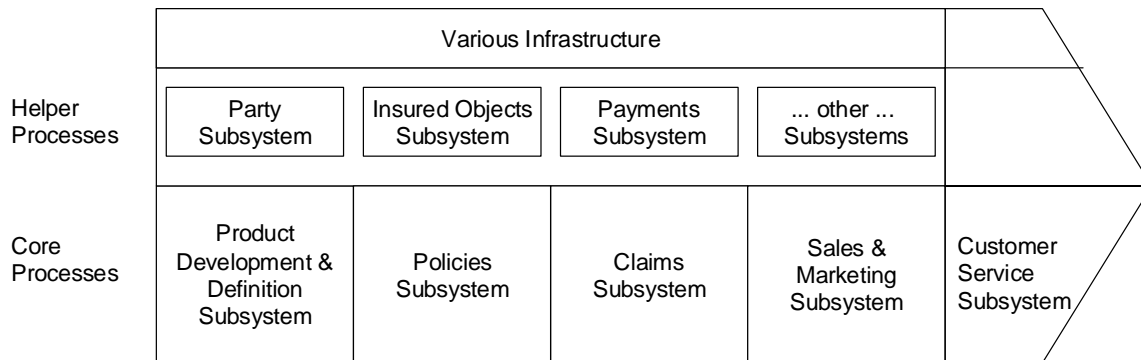 Various Infrastructure
Helper
Processes
Party
Subsystem
Insured Objects
Subsystem
Payments
Subsystem
... other ...
Subsystems
Core
Processes
Product
Development &
Definition
Subsystem
Policies
Subsystem
Claims
Subsystem
Sales &
Marketing
Subsystem
Customer
Service
Subsystem